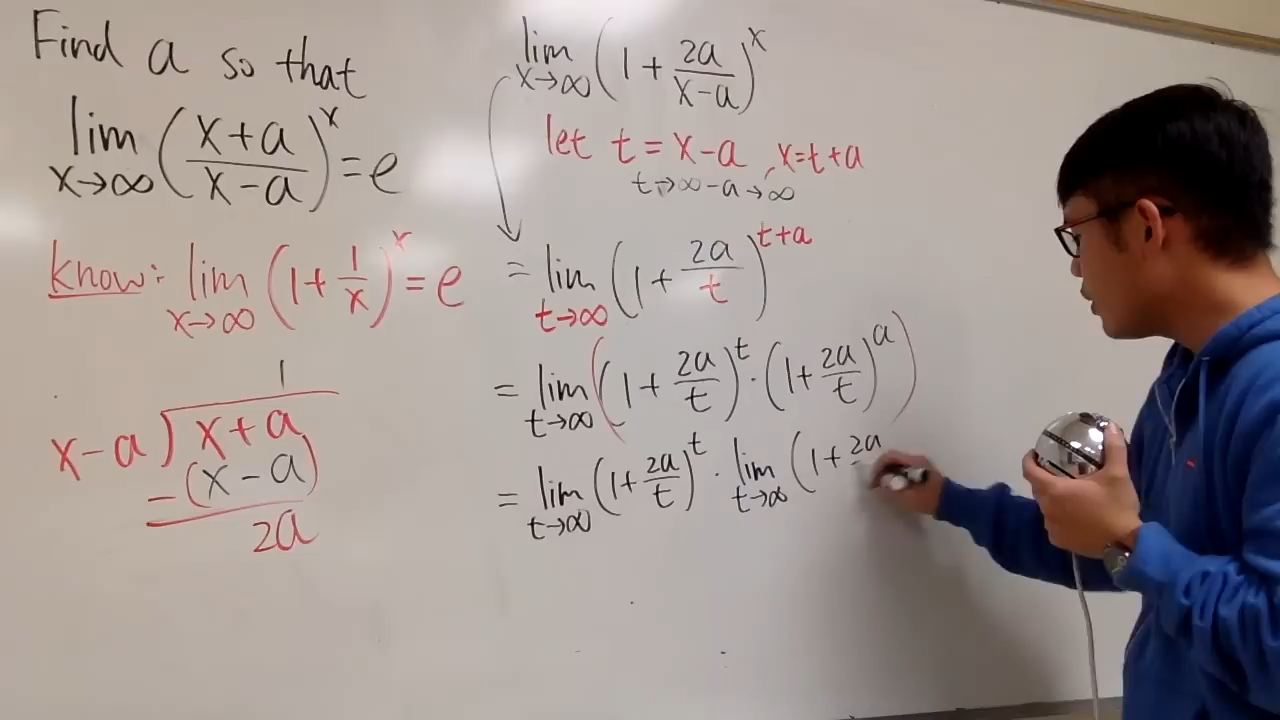 Find a so that
lim x→∞ (x+a / x-a)^x = e
know: lim x→∞ (1 + 1/x)^x = e
1
x-a ) x+a
-(x-a)
2a
lim x→∞ (1 + 2a/x-a)^x
let t = x-a, x=t+a
t→∞-a→∞
= lim t→∞ (1 + 2a/t)^t+a
= lim t→∞ ((1 + 2a/t)^t · (1+ 2a/t)^a)
= lim t→∞ (1+ 2a/t)^t · lim t→∞ (1+ 2a